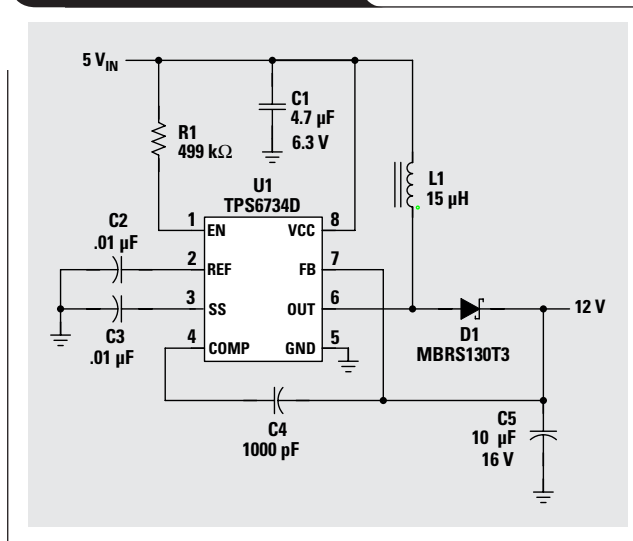 5 V_IN
C1
4.7 µF
6.3 V
R1
499 kΩ
L1
15 µH
U1
TPS6734D
1 EN
VCC 8
C2
.01 µF
2 REF
FB 7
3 SS
OUT 6
12 V
C3
.01 µF
4 COMP
GND 5
D1
MBRS130T3
C4
1000 pF
C5
10 µF
16 V